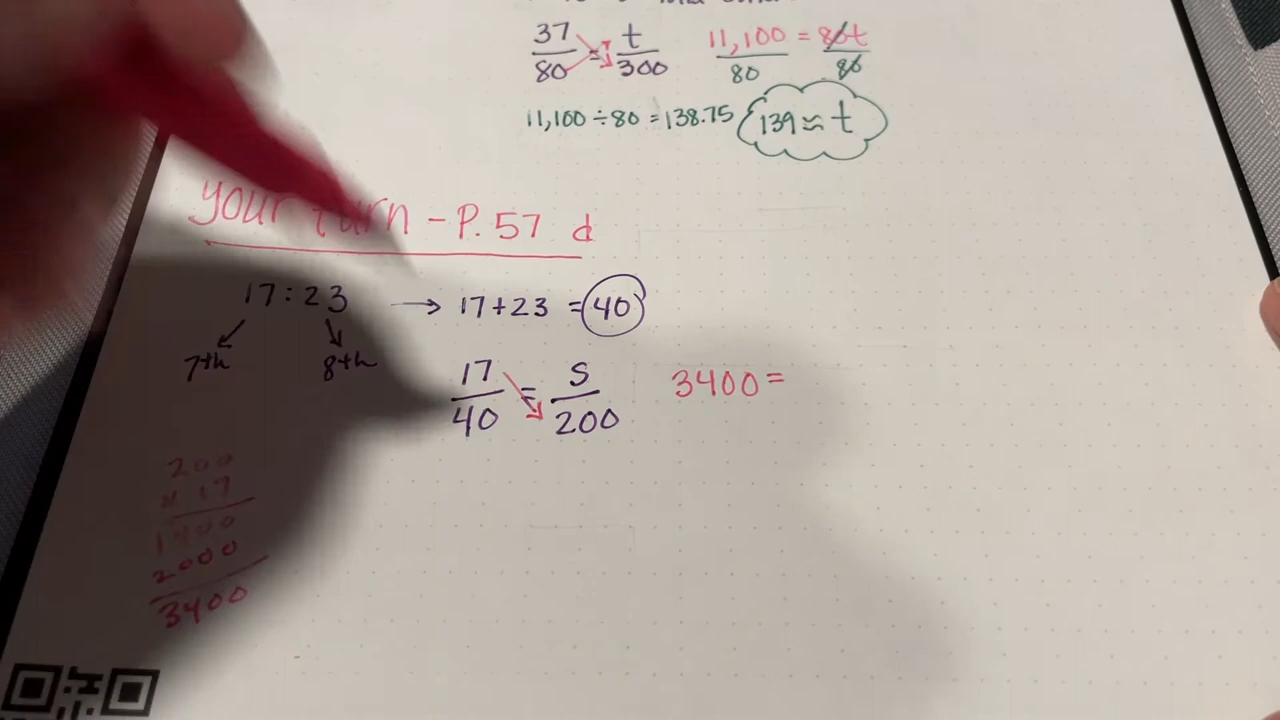 37/80 = t/300 11,100/80 = 80t/80
11,100 ÷ 80 = 138.75 139 ≈ t
your turn - P. 57 d
17:23 → 17+23 = 40
7th 8th
17/40 = S/200 3400 =
200
x 17
1400
2000
3400